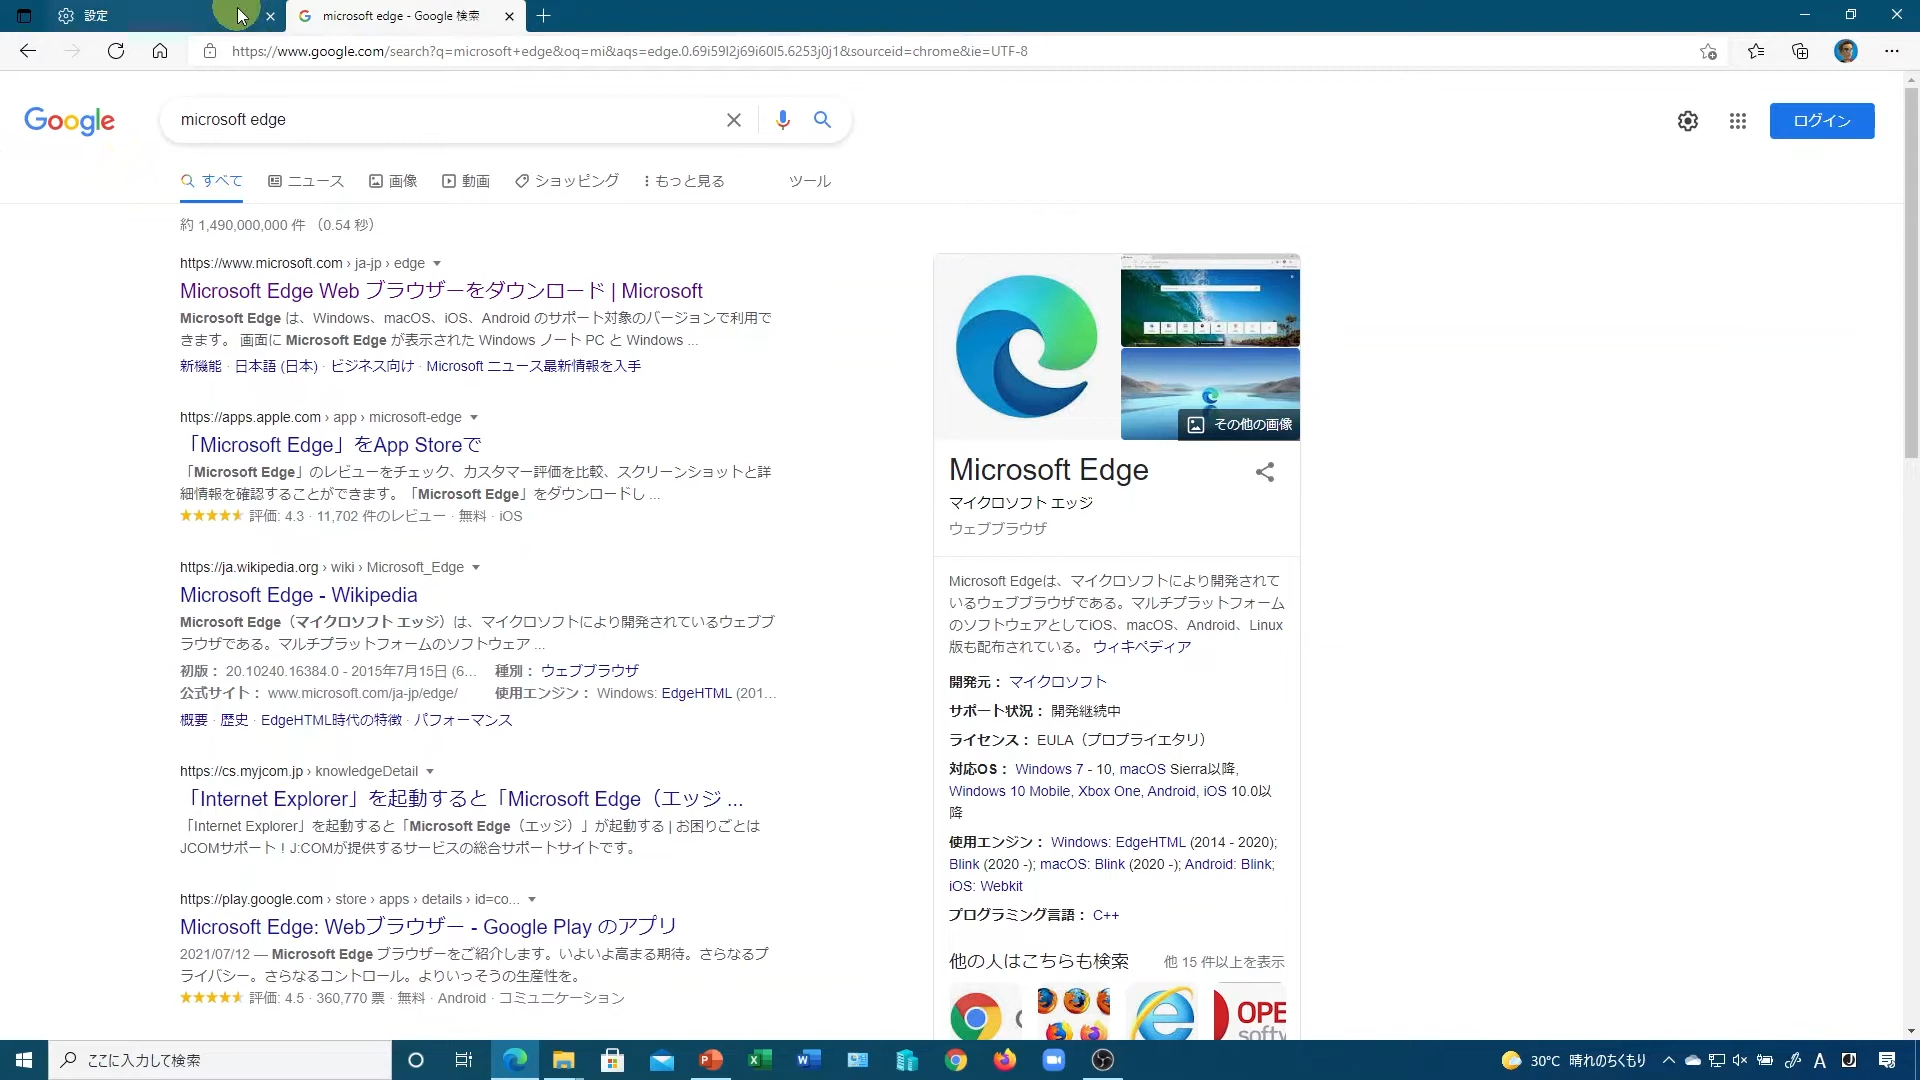 設定
microsoft edge - Google 検索
https://www.google.com/search?q=microsoft+edge&oq=mi&aqs=edge.0.69i59l2j69i60l5.6253j0j1&sourceid=chrome&ie=UTF-8
Google
microsoft edge
ログイン
すべて
ニュース
画像
動画
ショッピング
もっと見る
ツール
約 1,490,000,000 件 （0.54 秒）
https://www.microsoft.com › ja-jp › edge
Microsoft Edge Web ブラウザーをダウンロード | Microsoft
Microsoft Edge は、Windows、macOS、iOS、Android のサポート対象のバージョンで利用で
きます。 画面に Microsoft Edge が表示された Windows ノート PC と Windows ...
新機能 · 日本語 (日本) · ビジネス向け · Microsoft ニュース最新情報を入手
https://apps.apple.com › app › microsoft-edge
「Microsoft Edge」をApp Storeで
「Microsoft Edge」のレビューをチェック、カスタマー評価を比較、スクリーンショットと詳
細情報を確認することができます。「Microsoft Edge」をダウンロードし ...
評価: 4.3 · 11,702 件のレビュー · 無料 · iOS
https://ja.wikipedia.org › wiki › Microsoft_Edge
Microsoft Edge - Wikipedia
Microsoft Edge（マイクロソフト エッジ）は、マイクロソフトにより開発されているウェブブ
ラウザである。マルチプラットフォームのソフトウェア ...
初版： 20.10240.16384.0 - 2015年7月15日 (6...
種別： ウェブブラウザ
公式サイト： www.microsoft.com/ja-jp/edge/
使用エンジン： Windows: EdgeHTML (201...
概要 · 歴史 · EdgeHTML時代の特徴 · パフォーマンス
https://cs.myjcom.jp › knowledgeDetail
「Internet Explorer」を起動すると「Microsoft Edge（エッジ ...
「Internet Explorer」を起動すると「Microsoft Edge（エッジ）」が起動する | お困りごとは
JCOMサポート！J:COMが提供するサービスの総合サポートサイトです。
https://play.google.com › store › apps › details › id=co...
Microsoft Edge: Webブラウザー - Google Play のアプリ
2021/07/12 — Microsoft Edge ブラウザーをご紹介します。いよいよ高まる期待。さらなるプ
ライバシー。さらなるコントロール。よりいっそうの生産性を。
評価: 4.5 · 360,770 票 · 無料 · Android · コミュニケーション
その他の画像
Microsoft Edge
マイクロソフト エッジ
ウェブブラウザ
Microsoft Edgeは、マイクロソフトにより開発されて
いるウェブブラウザである。マルチプラットフォーム
のソフトウェアとしてiOS、macOS、Android、Linux
版も配布されている。 ウィキペディア
開発元： マイクロソフト
サポート状況： 開発継続中
ライセンス： EULA（プロプライエタリ）
対応OS： Windows 7 - 10, macOS Sierra以降,
Windows 10 Mobile, Xbox One, Android, iOS 10.0以
降
使用エンジン： Windows: EdgeHTML (2014 - 2020);
Blink (2020 -); macOS: Blink (2020 -); Android: Blink;
iOS: Webkit
プログラミング言語： C++
他の人はこちらも検索
他 15 件以上を表示
OPE
softw
ここに入力して検索
30°C 晴れのちくもり
A